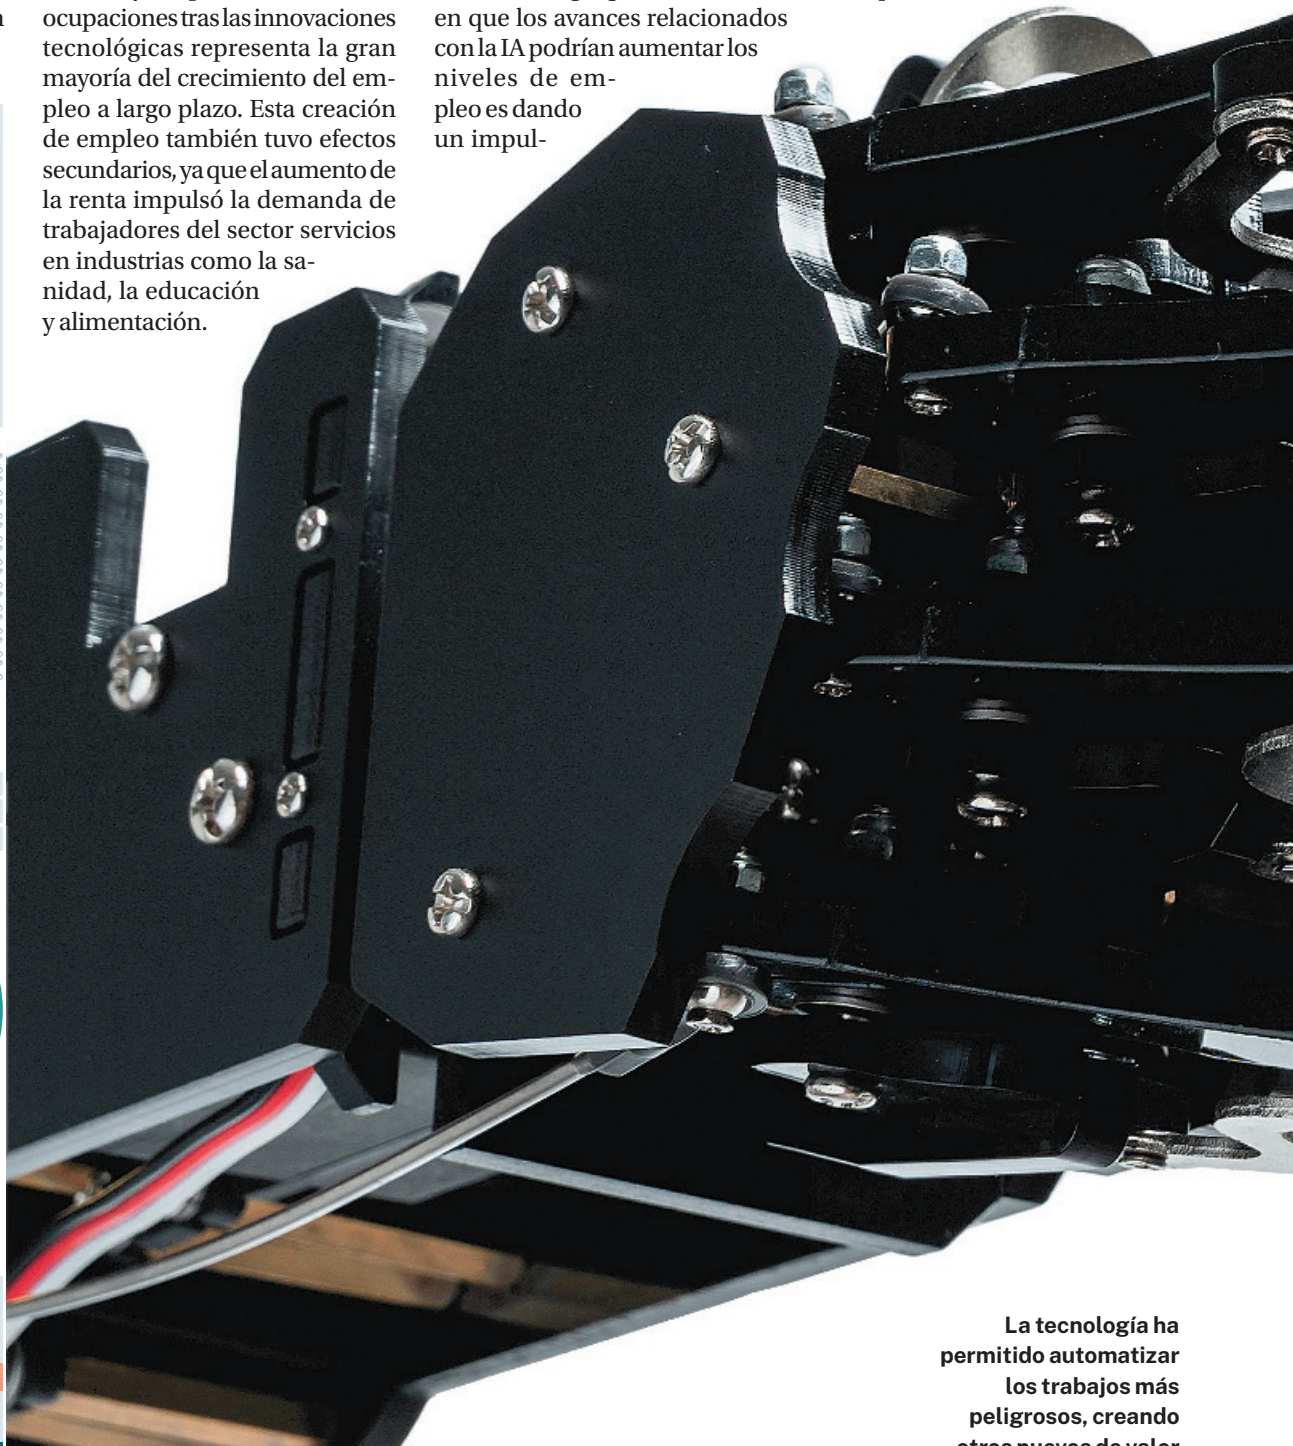 ocupaciones tras las innovaciones
tecnológicas representa la gran
mayoría del crecimiento del em-
pleo a largo plazo. Esta creación
de empleo también tuvo efectos
secundarios, ya que el aumento de
la renta impulsó la demanda de
trabajadores del sector servicios
en industrias como la sa-
nidad, la educación
y alimentación.
en que los avances relacionados
con la IA podrían aumentar los
niveles de em-
pleo es dando
un impul-
La tecnología ha
permitido automatizar
los trabajos más
peligrosos, creando
otros nuevos de valor